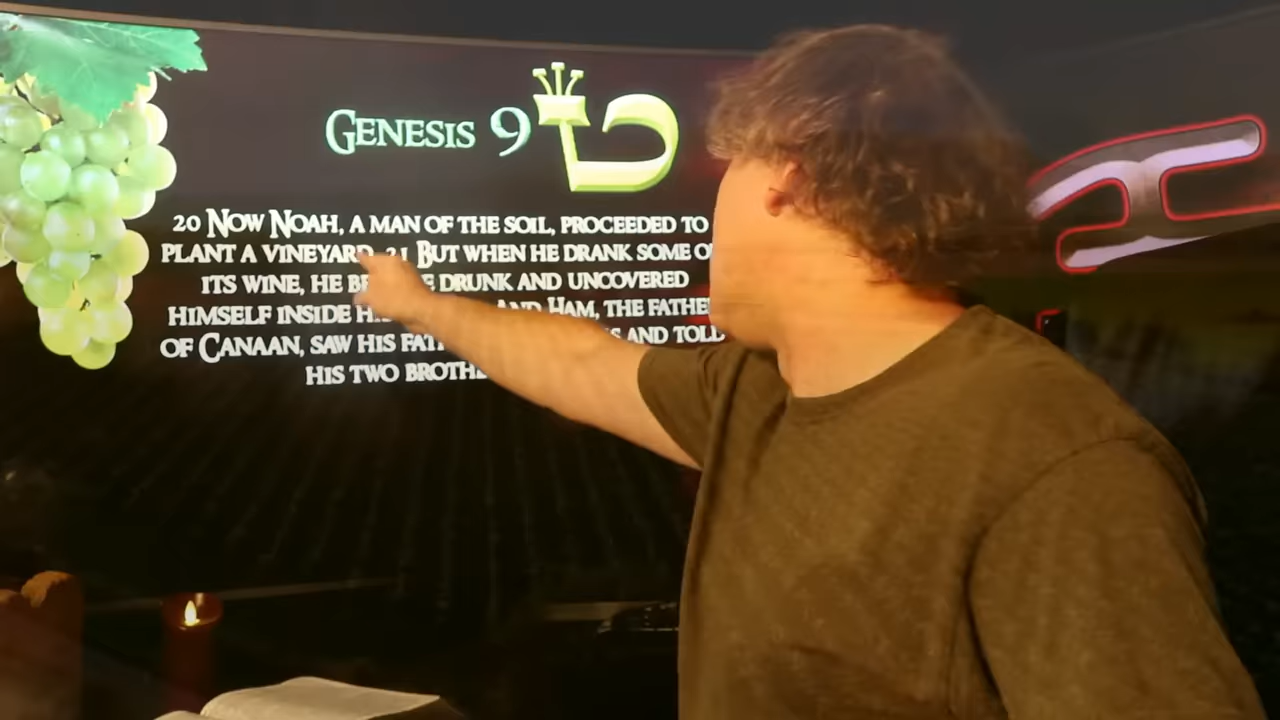 Genesis 9 ט
20 Now Noah, a man of the soil, proceeded to
plant a vineyard. 21 But when he drank some
its wine, he drunk and uncovered
himself inside and Ham, the father
of Canaan, saw his and told
his two